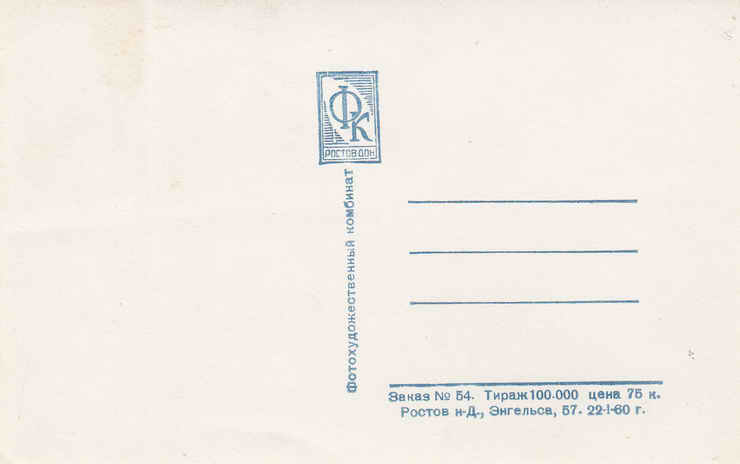 ФК
РОСТОВ ДОН
Фотохудожественный комбинат
Заказ № 54. Тираж 100.000 цена 75 к.
Ростов н-Д., Энгельса, 57. 22-I-60 г.